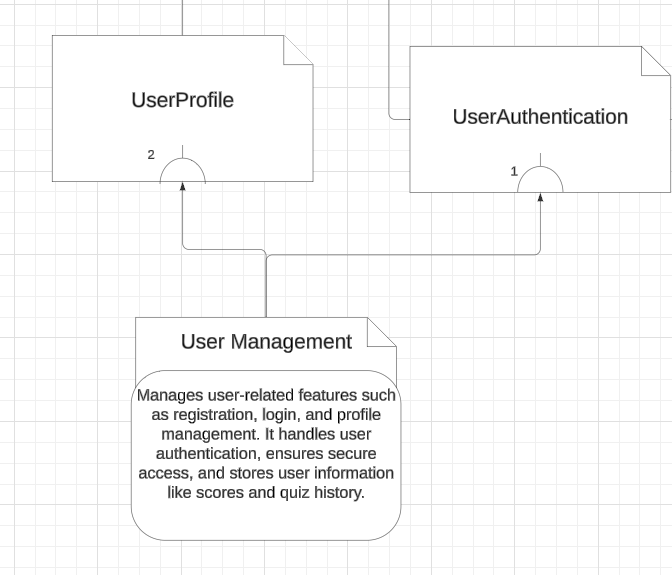 UserProfile
2
UserAuthentication
1
User Management
Manages user-related features such
as registration, login, and profile
management. It handles user
authentication, ensures secure
access, and stores user information
like scores and quiz history.